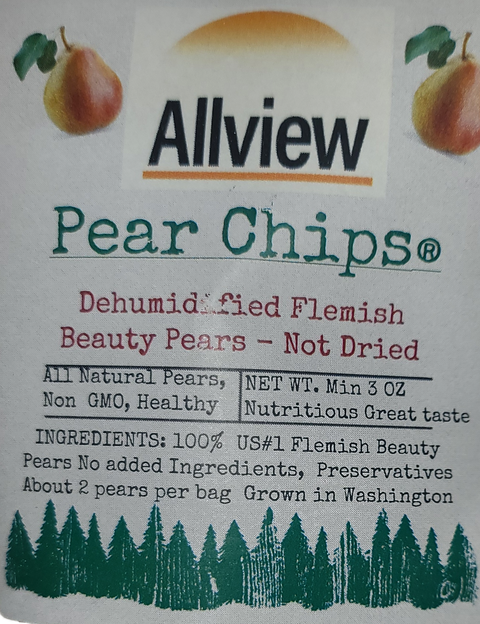 Allview
Pear Chips®
Dehumidified Flemish
Beauty Pears - Not Dried
All Natural Pears,
Non GMO, Healthy
NET WT. Min 3 OZ
Nutritious Great taste
INGREDIENTS: 100% US#1 Flemish Beauty
Pears No added Ingredients, Preservatives
About 2 pears per bag Grown in Washington